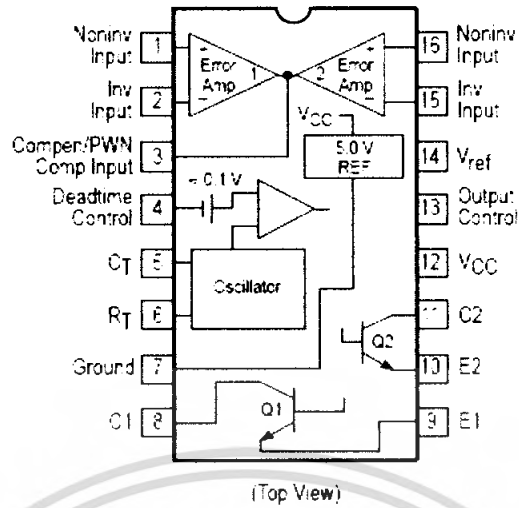 Noninv
Input
1
Inv
Input
2
Compen/PWN
Comp Input
3
Deadtime
Control
4
CT
5
RT
6
Ground
7
C1
8
+
Error
Amp
1
−
+
2
Error
Amp
−
VCC
5.0 V
REF
≈ 0.1 V
Oscillator
Q2
Q1
16
Noninv
Input
15
Inv
Input
14
Vref
13
Output
Control
12
VCC
11
C2
10
E2
9
E1
(Top View)